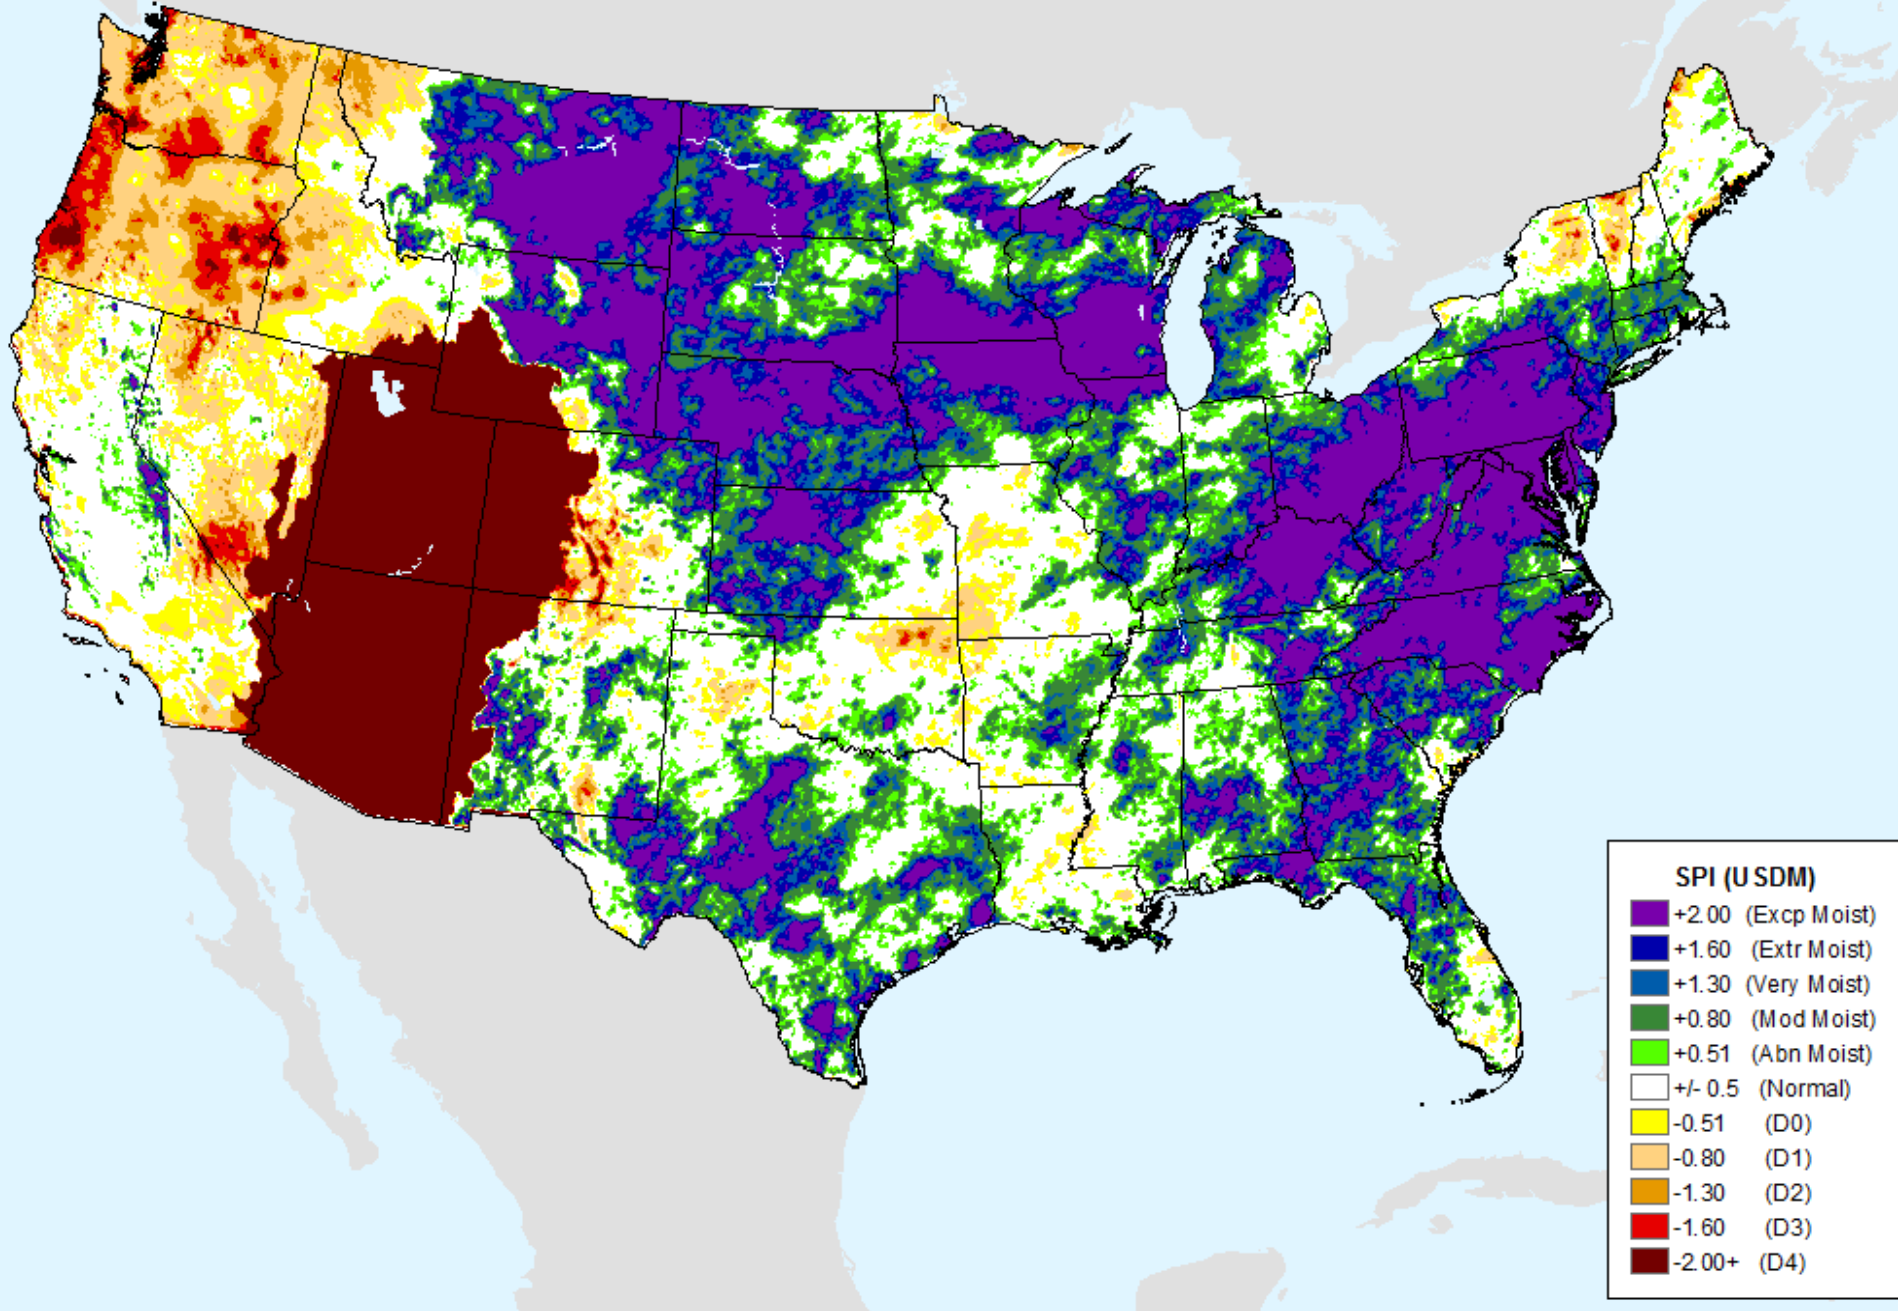 SPI (USDM)
+2.00 (Excp Moist)
+1.60 (Extr Moist)
+1.30 (Very Moist)
+0.80 (Mod Moist)
+0.51 (Abn Moist)
+/- 0.5 (Normal)
-0.51 (D0)
-0.80 (D1)
-1.30 (D2)
-1.60 (D3)
-2.00+ (D4)